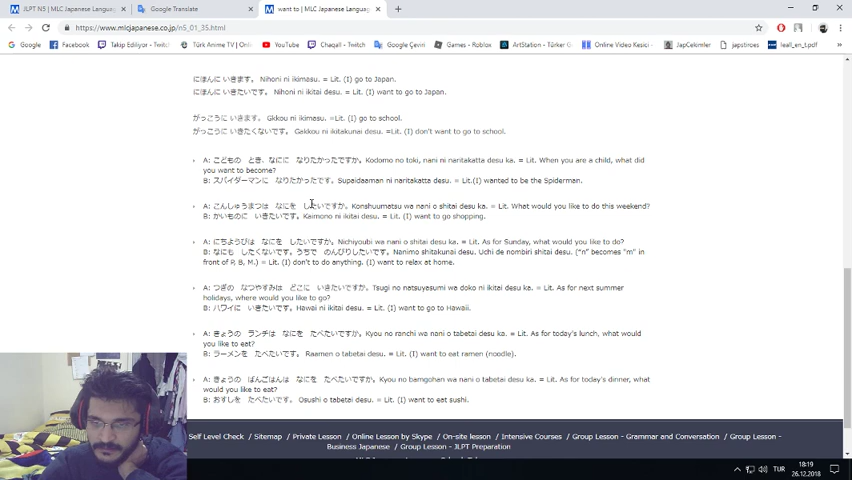 JLPT N5 | MLC Japanese Languag
Google Translate
want to | MLC Japanese Languag
https://www.mlcjapanese.co.jp/n5_01_35.html
Google Facebook Takip Ediliyor - (T Türk Anime TV | Onli YouTube Chaqall - Twitch Google Çeviri Games - Roblox ArtStation - Türker Online Video Kesici - JapCekimler japstroes leall_en_t.pdf
にほんに いきます。 Nihoni ni ikimasu. = Lit. (I) go to Japan.
にほんに いきたいです。 Nihoni ni ikitai desu. = Lit. (I) want to go to Japan.
がっこうに いきます。 Gkkou ni ikimasu. =Lit. (I) go to school.
がっこうに いきたくないです。 Gakkou ni ikitakunai desu. =Lit. (I) don't want to go to school.
A: こどもの とき、なにに なりたかったですか。 Kodomo no toki, nani ni naritakatta desu ka. = Lit. When you are a child, what did
you want to become?
B: スパイダーマンに なりたかったです。 Supaidaaman ni naritakatta desu. = Lit.(I) wanted to be the Spiderman.
A: こんしゅうまつは なにを したいですか。 Konshuumatsu wa nani o shitai desu ka. = Lit. What would you like to do this weekend?
B: かいものに いきたいです。 Kaimono ni ikitai desu. = Lit. (I) want to go shopping.
A: にちようびは なにを したいですか。 Nichiyoubi wa nani o shitai desu ka. = Lit. As for Sunday, what would you like to do?
B: なにも したくないです。うちで のんびりしたいです。 Nanimo shitakunai desu. Uchi de nombiri shitai desu. ("n" becomes "m" in
front of P, B, M.) = Lit. (I) don't to do anything. (I) want to relax at home.
A: つぎの なつやすみは どこに いきたいですか。 Tsugi no natsuyasumi wa doko ni ikitai desu ka. = Lit. As for next summer
holidays, where would you like to go?
B: ハワイに いきたいです。 Hawai ni ikitai desu. = Lit. (I) want to go to Hawaii.
A: きょうの ランチは なにを たべたいですか。 Kyou no ranchi wa nani o tabetai desu ka. = Lit. As for today's lunch, what would
you like to eat?
B: ラーメンを たべたいです。 Raamen o tabetai desu. = Lit. (I) want to eat ramen (noodle).
A: きょうの ばんごはんは なにを たべたいですか。 Kyou no bamgohan wa nani o tabetai desu ka. = Lit. As for today's dinner, what
would you like to eat?
B: おすしを たべたいです。 Osushi o tabetai desu. = Lit. (I) want to eat sushi.
Self Level Check / Sitemap / Private Lesson / Online Lesson by Skype / On-site lesson / Intensive Courses / Group Lesson - Grammar and Conversation / Group Lesson -
Business Japanese / Group Lesson - JLPT Preparation
TUR
18:19
26.12.2018